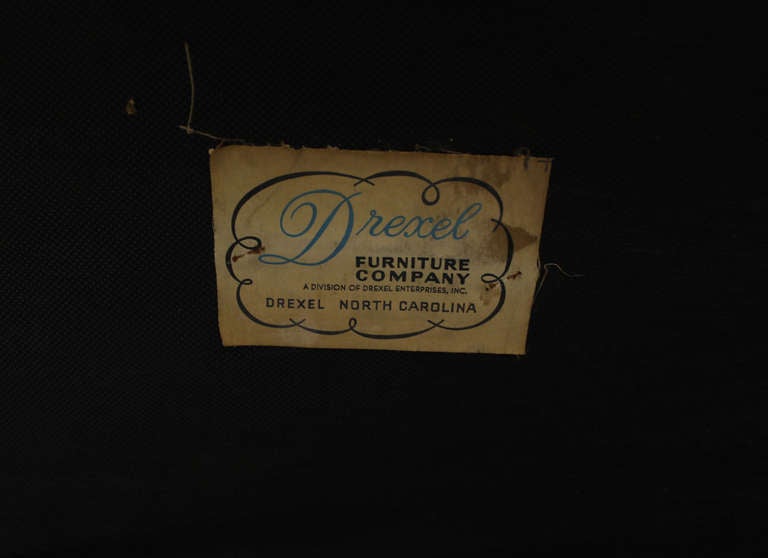 Drexel
FURNITURE
COMPANY
A DIVISION OF DREXEL ENTERPRISES, INC.
DREXEL NORTH CAROLINA